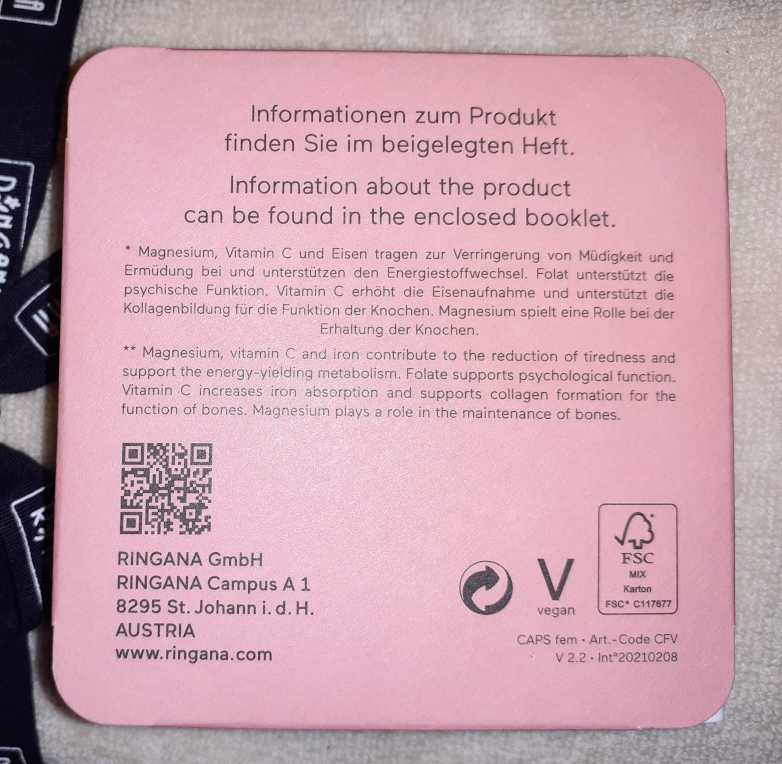 Informationen zum Produkt
finden Sie im beigelegten Heft.
Information about the product
can be found in the enclosed booklet.
* Magnesium, Vitamin C und Eisen tragen zur Verringerung von Müdigkeit und
Ermüdung bei und unterstützen den Energiestoffwechsel. Folat unterstützt die
psychische Funktion. Vitamin C erhöht die Eisenaufnahme und unterstützt die
Kollagenbildung für die Funktion der Knochen. Magnesium spielt eine Rolle bei der
Erhaltung der Knochen.
** Magnesium, vitamin C and iron contribute to the reduction of tiredness and
support the energy-yielding metabolism. Folate supports psychological function.
Vitamin C increases iron absorption and supports collagen formation for the
function of bones. Magnesium plays a role in the maintenance of bones.
RINGANA GmbH
RINGANA Campus A 1
8295 St. Johann i. d. H.
AUSTRIA
www.ringana.com
V
vegan
FSC
MIX
Karton
FSC® C117677
CAPS fem · Art.-Code CFV
V 2.2 · Int°20210208